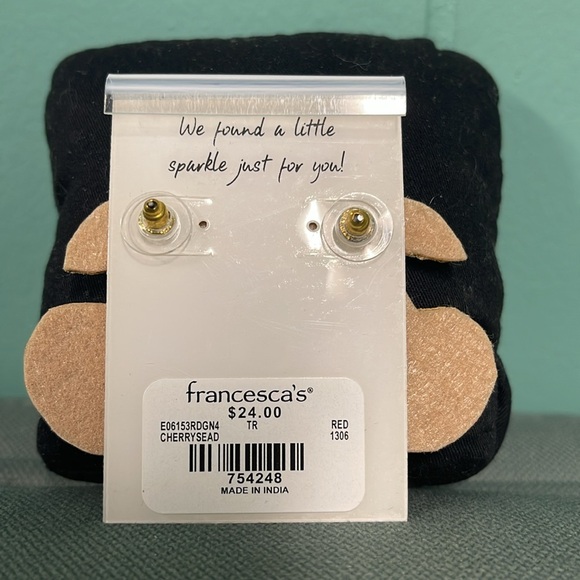 We found a little
sparkle just for you!
francesca's®
$24.00
E06153RDGN4 TR RED
CHERRYSEAD 1306
754248
MADE IN INDIA